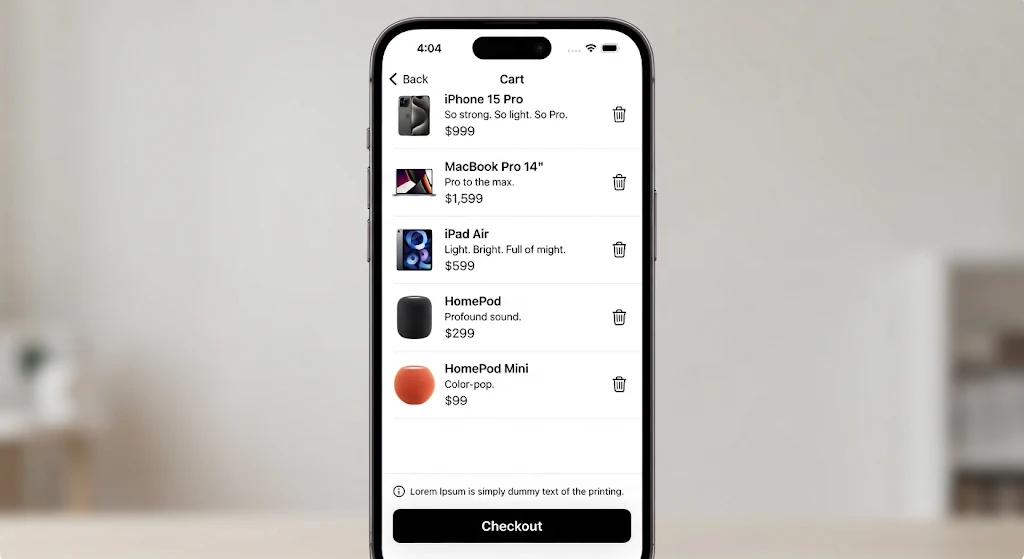 4:04
Back
Cart
iPhone 15 Pro
So strong. So light. So Pro.
$999
MacBook Pro 14"
Pro to the max.
$1,599
iPad Air
Light. Bright. Full of might.
$599
HomePod
Profound sound.
$299
HomePod Mini
Color-pop.
$99
Lorem Ipsum is simply dummy text of the printing.
Checkout